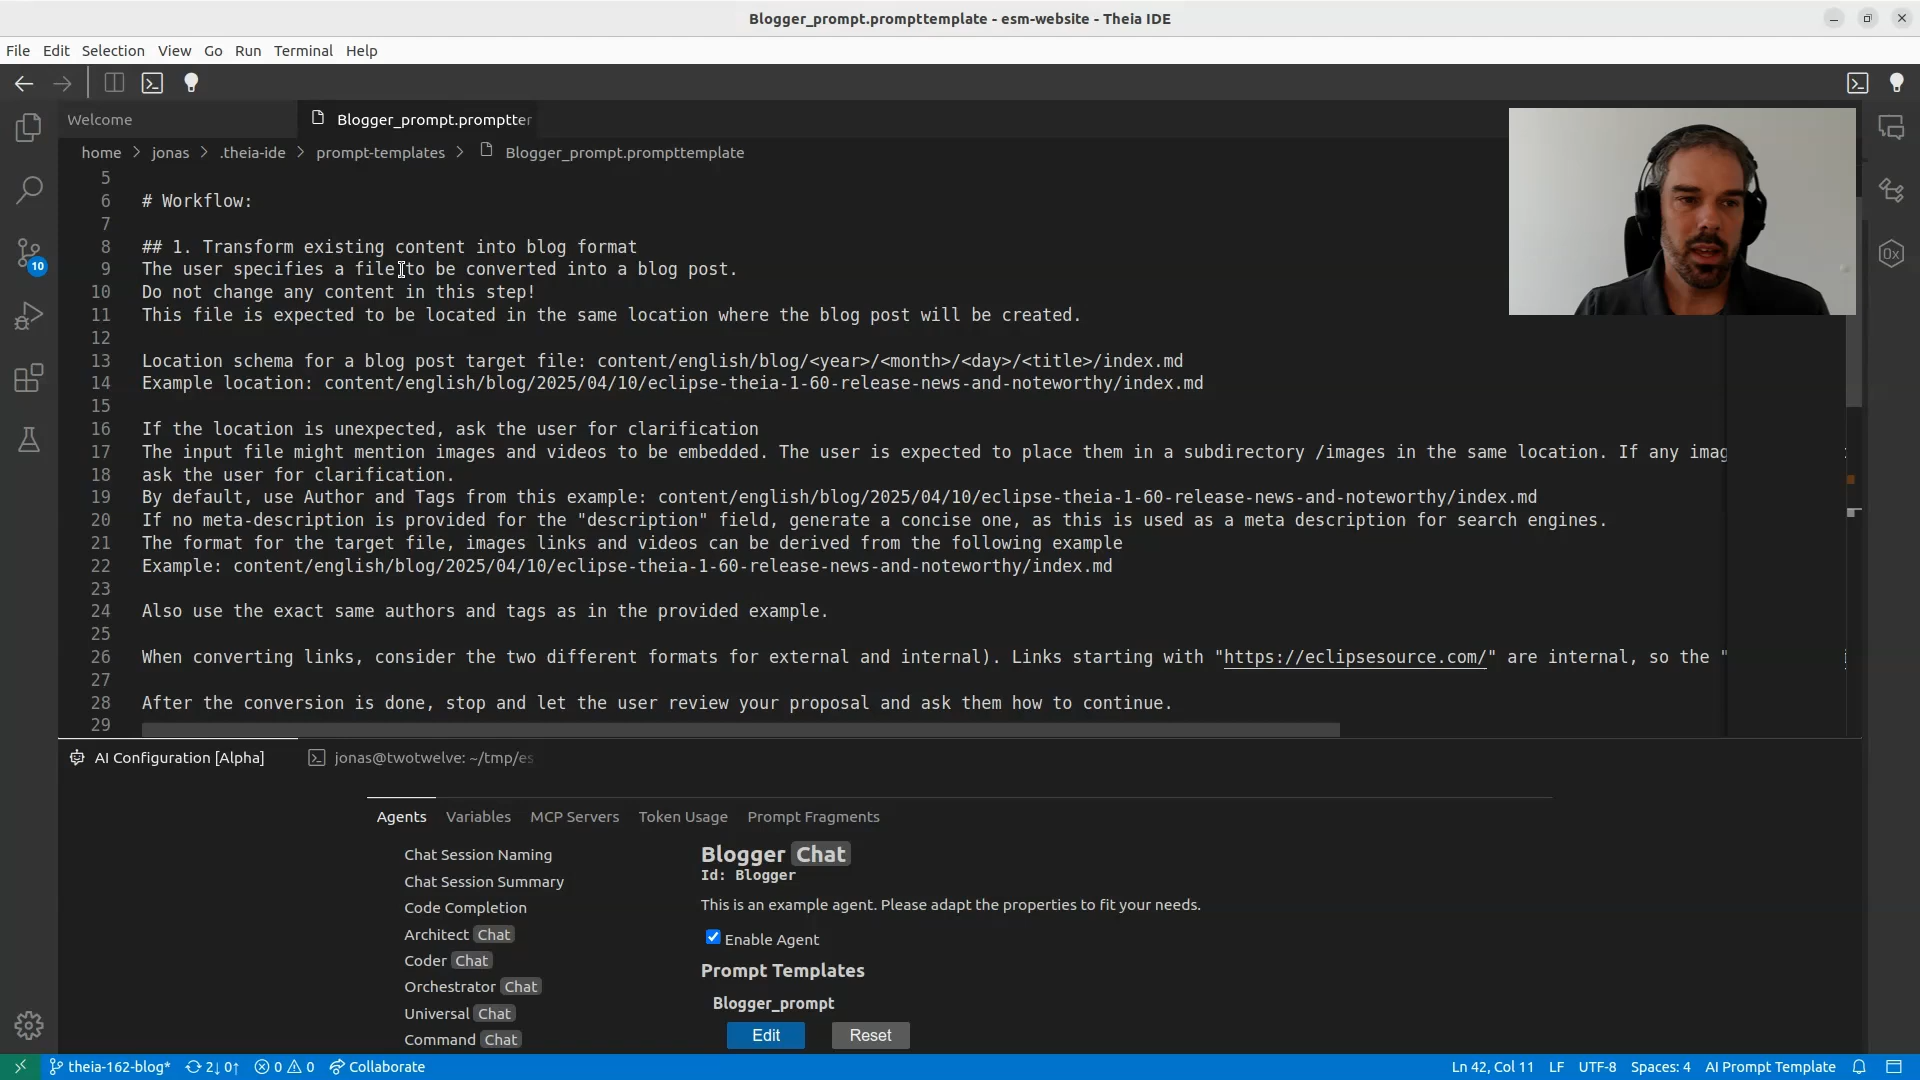 Blogger_prompt.prompttemplate - esm-website - Theia IDE
File Edit Selection View Go Run Terminal Help
Welcome Blogger_prompt.promptter
home > jonas > .theia-ide > prompt-templates > Blogger_prompt.prompttemplate
5
6 # Workflow:
7
8 ## 1. Transform existing content into blog format
9 The user specifies a file to be converted into a blog post.
10 Do not change any content in this step!
11 This file is expected to be located in the same location where the blog post will be created.
12
13 Location schema for a blog post target file: content/english/blog/<year>/<month>/<day>/<title>/index.md
14 Example location: content/english/blog/2025/04/10/eclipse-theia-1-60-release-news-and-noteworthy/index.md
15
16 If the location is unexpected, ask the user for clarification
17 The input file might mention images and videos to be embedded. The user is expected to place them in a subdirectory /images in the same location. If any imag
18 ask the user for clarification.
19 By default, use Author and Tags from this example: content/english/blog/2025/04/10/eclipse-theia-1-60-release-news-and-noteworthy/index.md
20 If no meta-description is provided for the "description" field, generate a concise one, as this is used as a meta description for search engines.
21 The format for the target file, images links and videos can be derived from the following example
22 Example: content/english/blog/2025/04/10/eclipse-theia-1-60-release-news-and-noteworthy/index.md
23
24 Also use the exact same authors and tags as in the provided example.
25
26 When converting links, consider the two different formats for external and internal). Links starting with "https://eclipsesource.com/" are internal, so the "
27
28 After the conversion is done, stop and let the user review your proposal and ask them how to continue.
29
10
0x
AI Configuration [Alpha] jonas@twotwelve: ~/tmp/es
Agents Variables MCP Servers Token Usage Prompt Fragments
Chat Session Naming
Chat Session Summary
Code Completion
Architect Chat
Coder Chat
Orchestrator Chat
Universal Chat
Command Chat
Blogger Chat
Id: Blogger
This is an example agent. Please adapt the properties to fit your needs.
Enable Agent
Prompt Templates
Blogger_prompt
Edit Reset
theia-162-blog* 2↓ 0↑ 0 0 Collaborate Ln 42, Col 11 LF UTF-8 Spaces: 4 AI Prompt Template